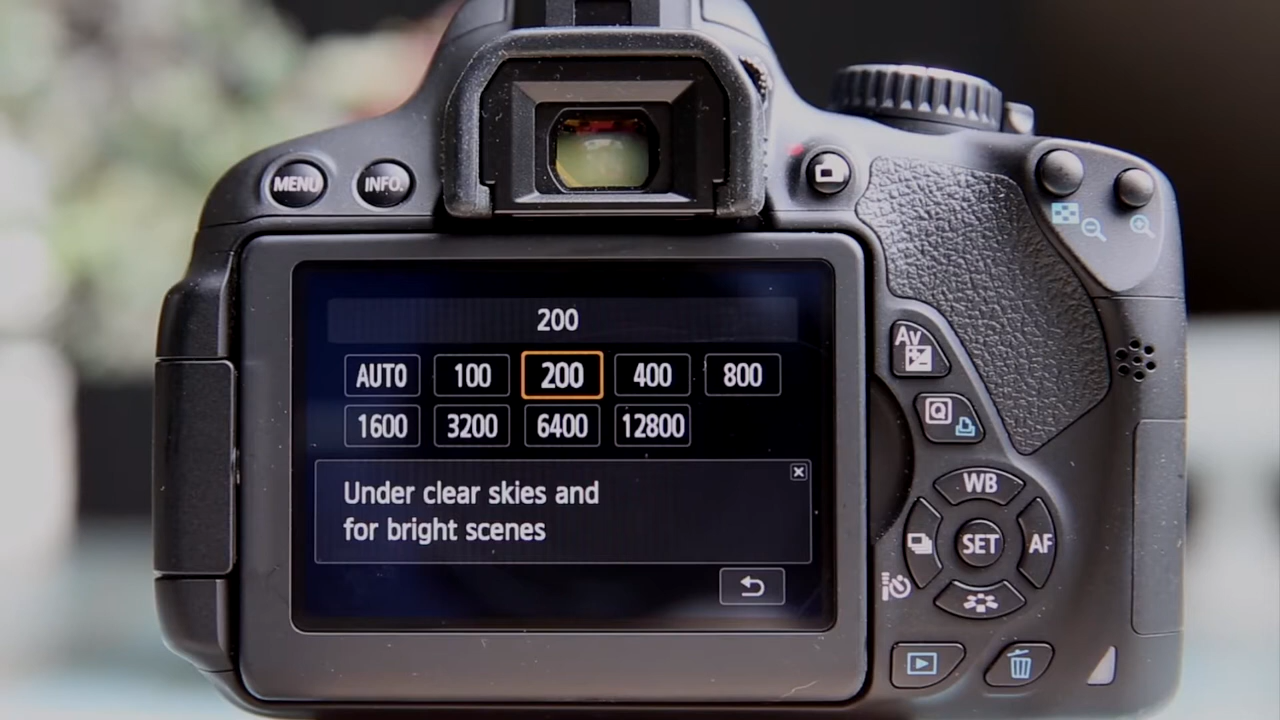 MENU INFO.
200
AUTO 100 200 400 800
1600 3200 6400 12800
Under clear skies and
for bright scenes
Av
Q
WB
SET AF